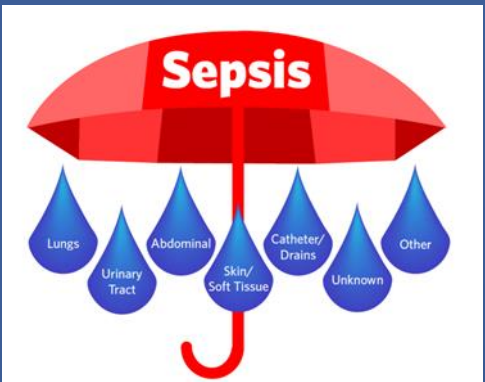 Sepsis
Lungs
Urinary
Tract
Abdominal
Skin/
Soft Tissue
Catheter/
Drains
Unknown
Other